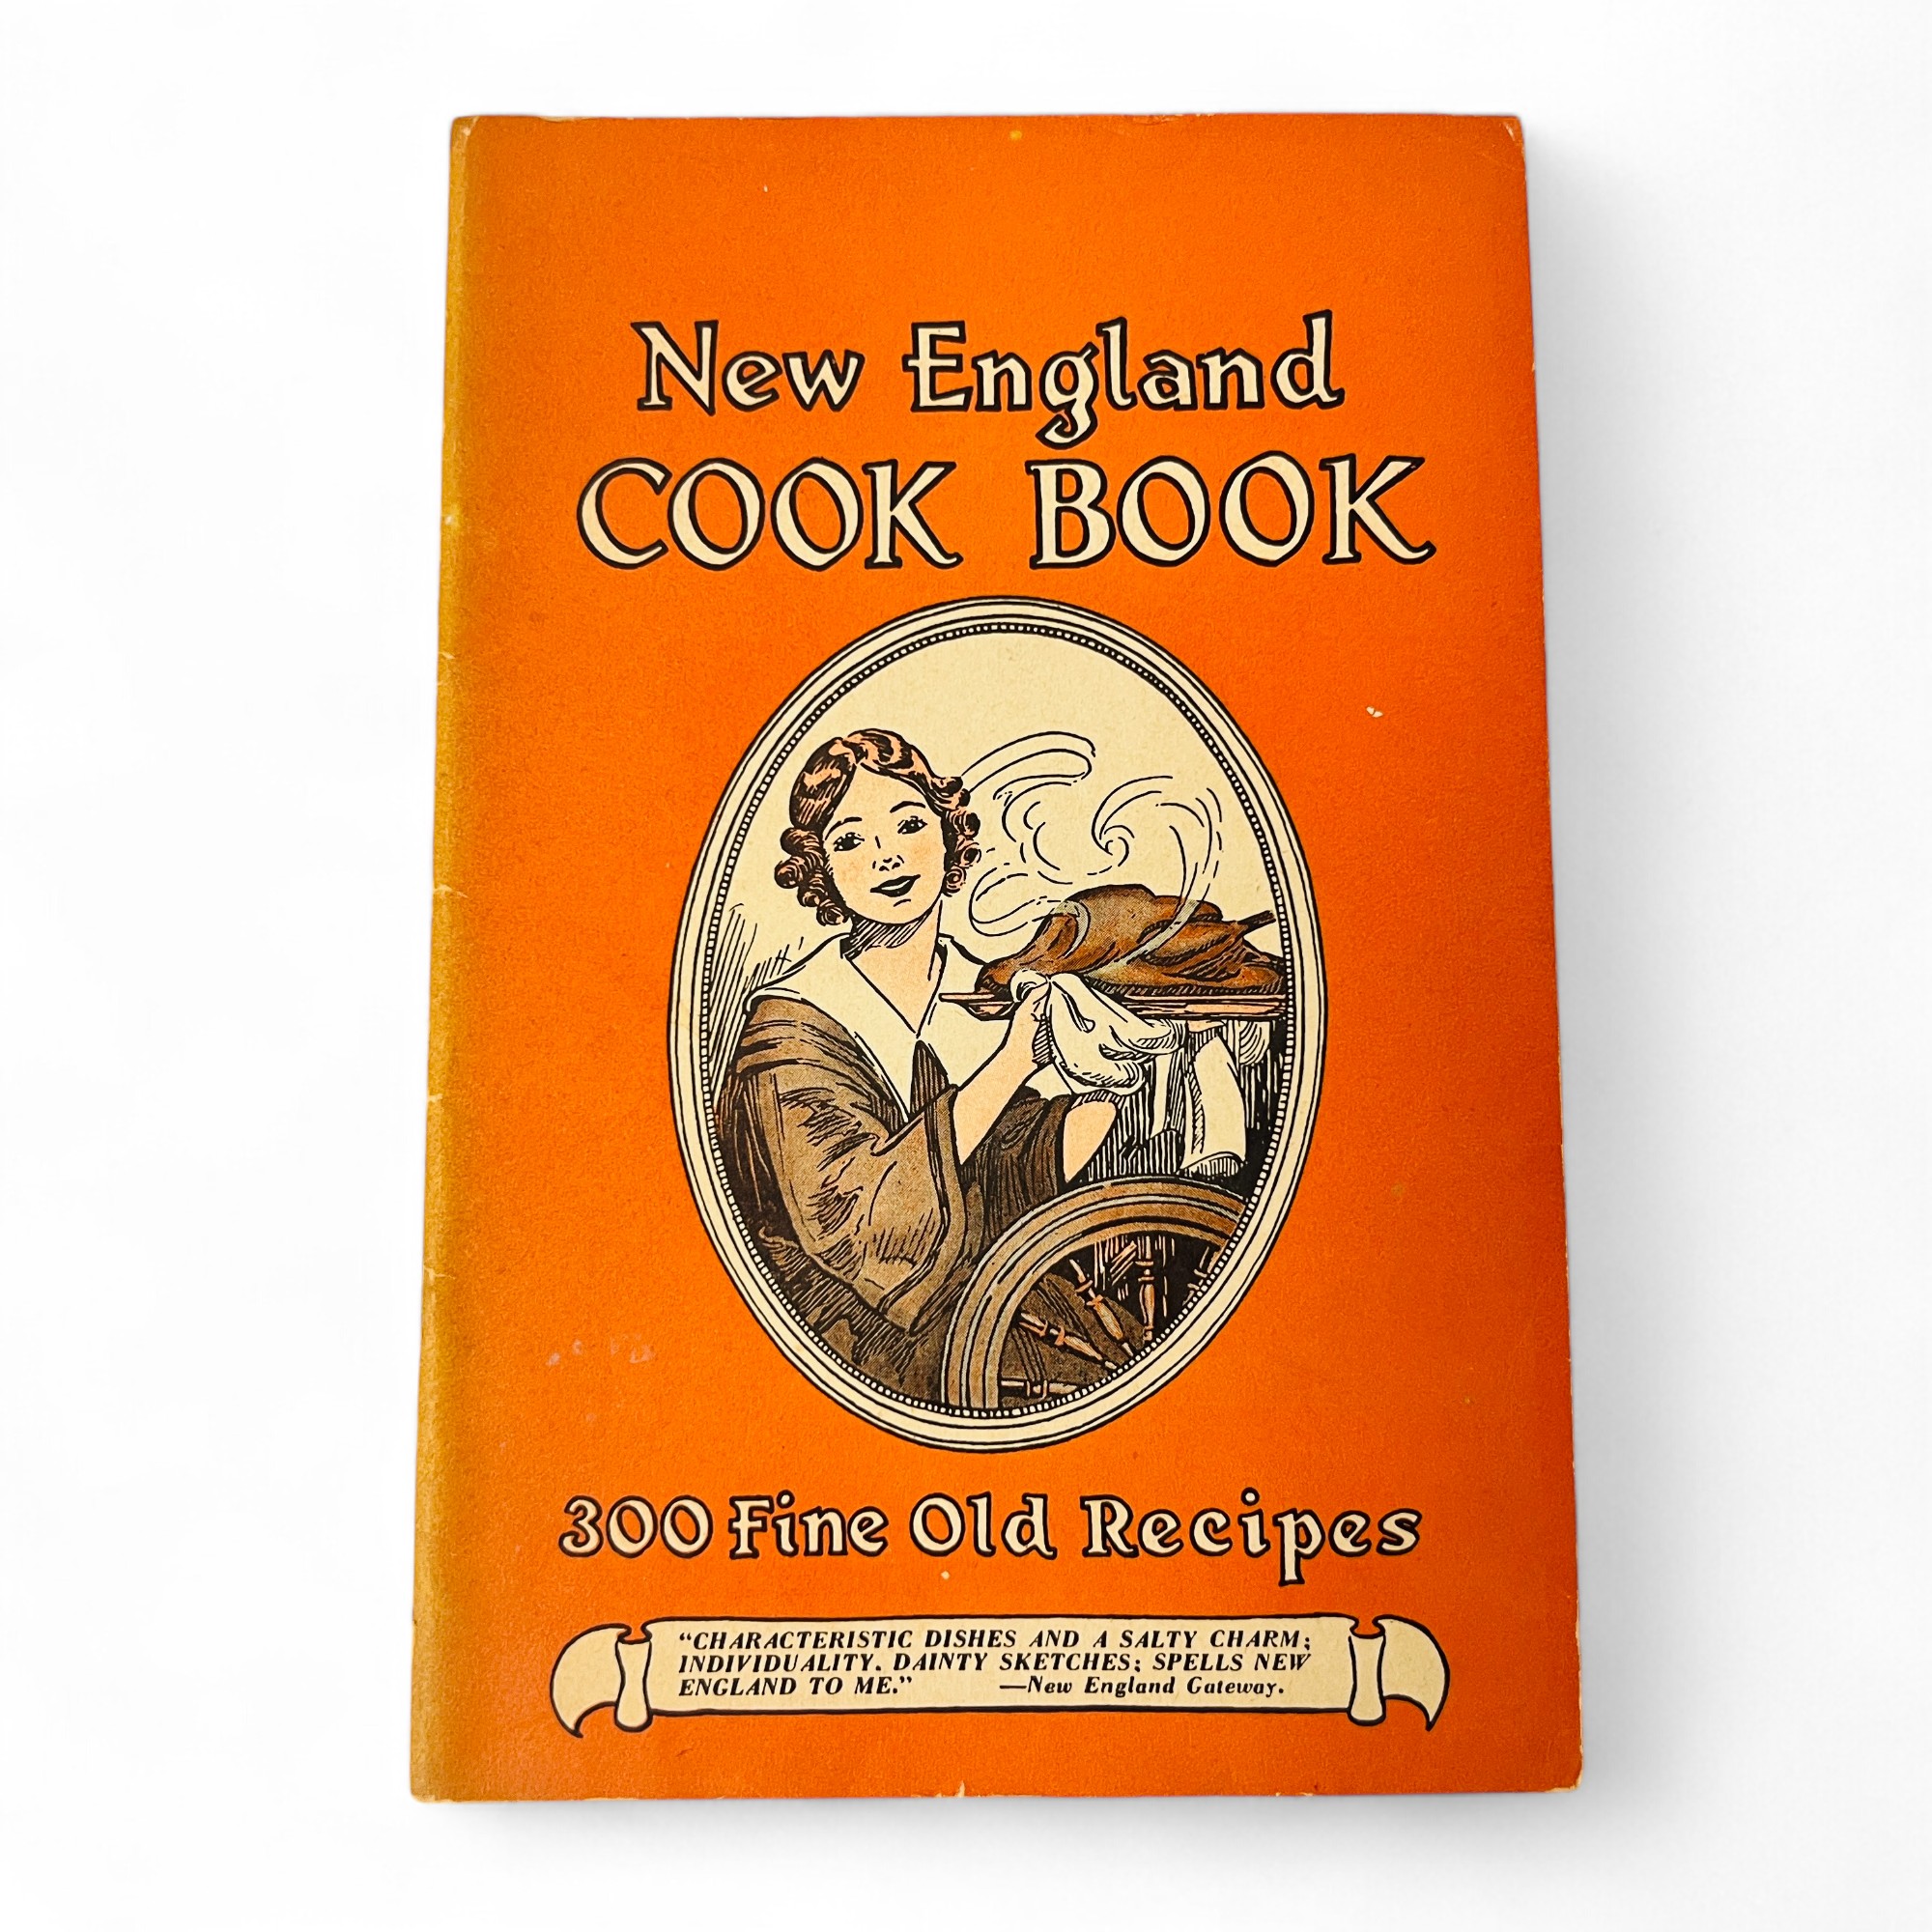 New England
COOK BOOK
300 Fine Old Recipes
"CHARACTERISTIC DISHES AND A SALTY CHARM;
INDIVIDUALITY. DAINTY SKETCHES; SPELLS NEW
ENGLAND TO ME." —New England Gateway.